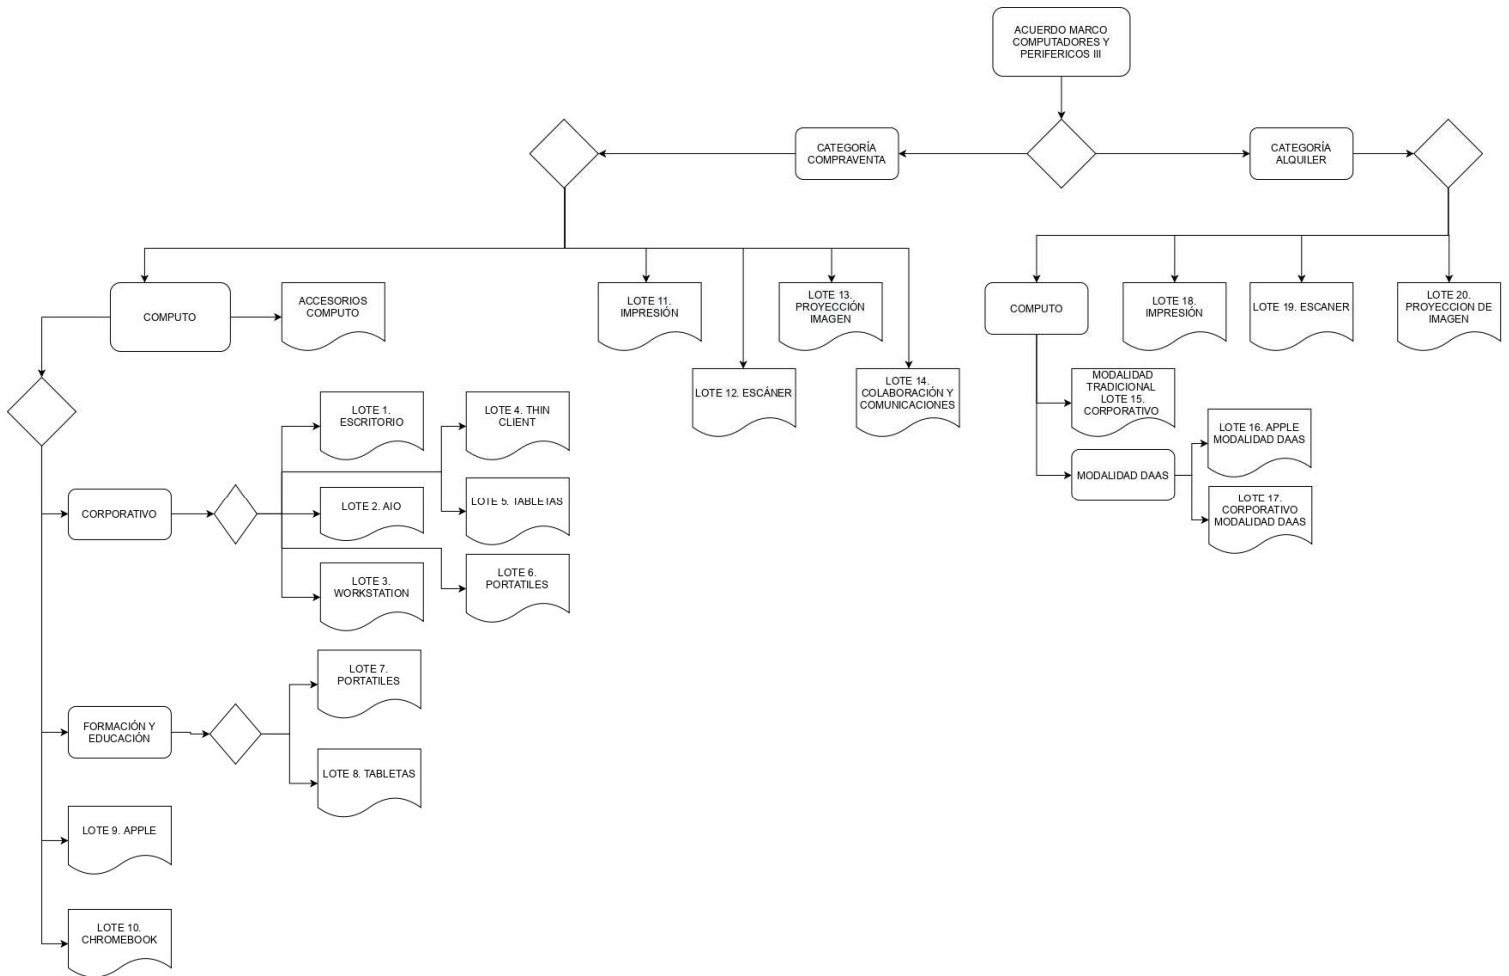 ACUERDO MARCO
COMPUTADORES Y
PERIFERICOS III
CATEGORÍA
COMPRAVENTA
CATEGORÍA
ALQUILER
COMPUTO
ACCESORIOS
COMPUTO
LOTE 11.
IMPRESIÓN
LOTE 12. ESCÁNER
LOTE 13.
PROYECCIÓN
IMAGEN
LOTE 14.
COLABORACIÓN Y
COMUNICACIONES
COMPUTO
LOTE 18.
IMPRESIÓN
LOTE 19. ESCANER
LOTE 20.
PROYECCION DE
IMAGEN
MODALIDAD
TRADICIONAL
LOTE 15.
CORPORATIVO
MODALIDAD DAAS
LOTE 16. APPLE
MODALIDAD DAAS
LOTE 17.
CORPORATIVO
MODALIDAD DAAS
CORPORATIVO
LOTE 1.
ESCRITORIO
LOTE 2. AIO
LOTE 3.
WORKSTATION
LOTE 4. THIN
CLIENT
LOTE 5. TABLETAS
LOTE 6.
PORTATILES
FORMACIÓN Y
EDUCACIÓN
LOTE 7.
PORTATILES
LOTE 8. TABLETAS
LOTE 9. APPLE
LOTE 10.
CHROMEBOOK